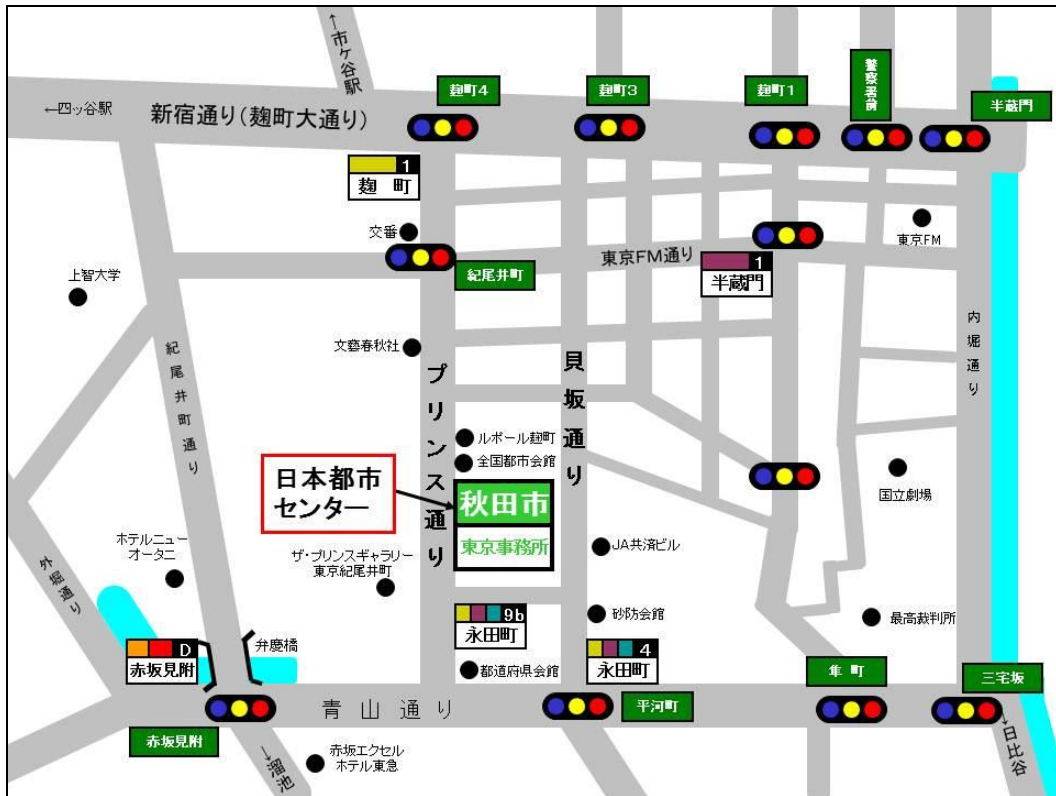 ←市ケ谷駅
←四ッ谷駅
新宿通り(麹町大通り)
麹町4
麹町3
麹町1
警察署前
半蔵門
1
麹 町
交番
紀尾井町
東京FM通り
1
半蔵門
東京FM
上智大学
文藝春秋社
紀尾井町通り
プリンス通り
貝坂通り
内堀通り
ルポール麹町
全国都市会館
日本都市
センター
秋田市
東京事務所
国立劇場
ホテルニュー
オータニ
ザ・プリンスギャラリー
東京紀尾井町
JA共済ビル
外堀通り
9b
永田町
砂防会館
最高裁判所
D
赤坂見附
弁慶橋
都道府県会館
4
永田町
隼 町
三宅坂
青山通り
平河町
赤坂見附
→溜池
赤坂エクセル
ホテル東急
→日比谷